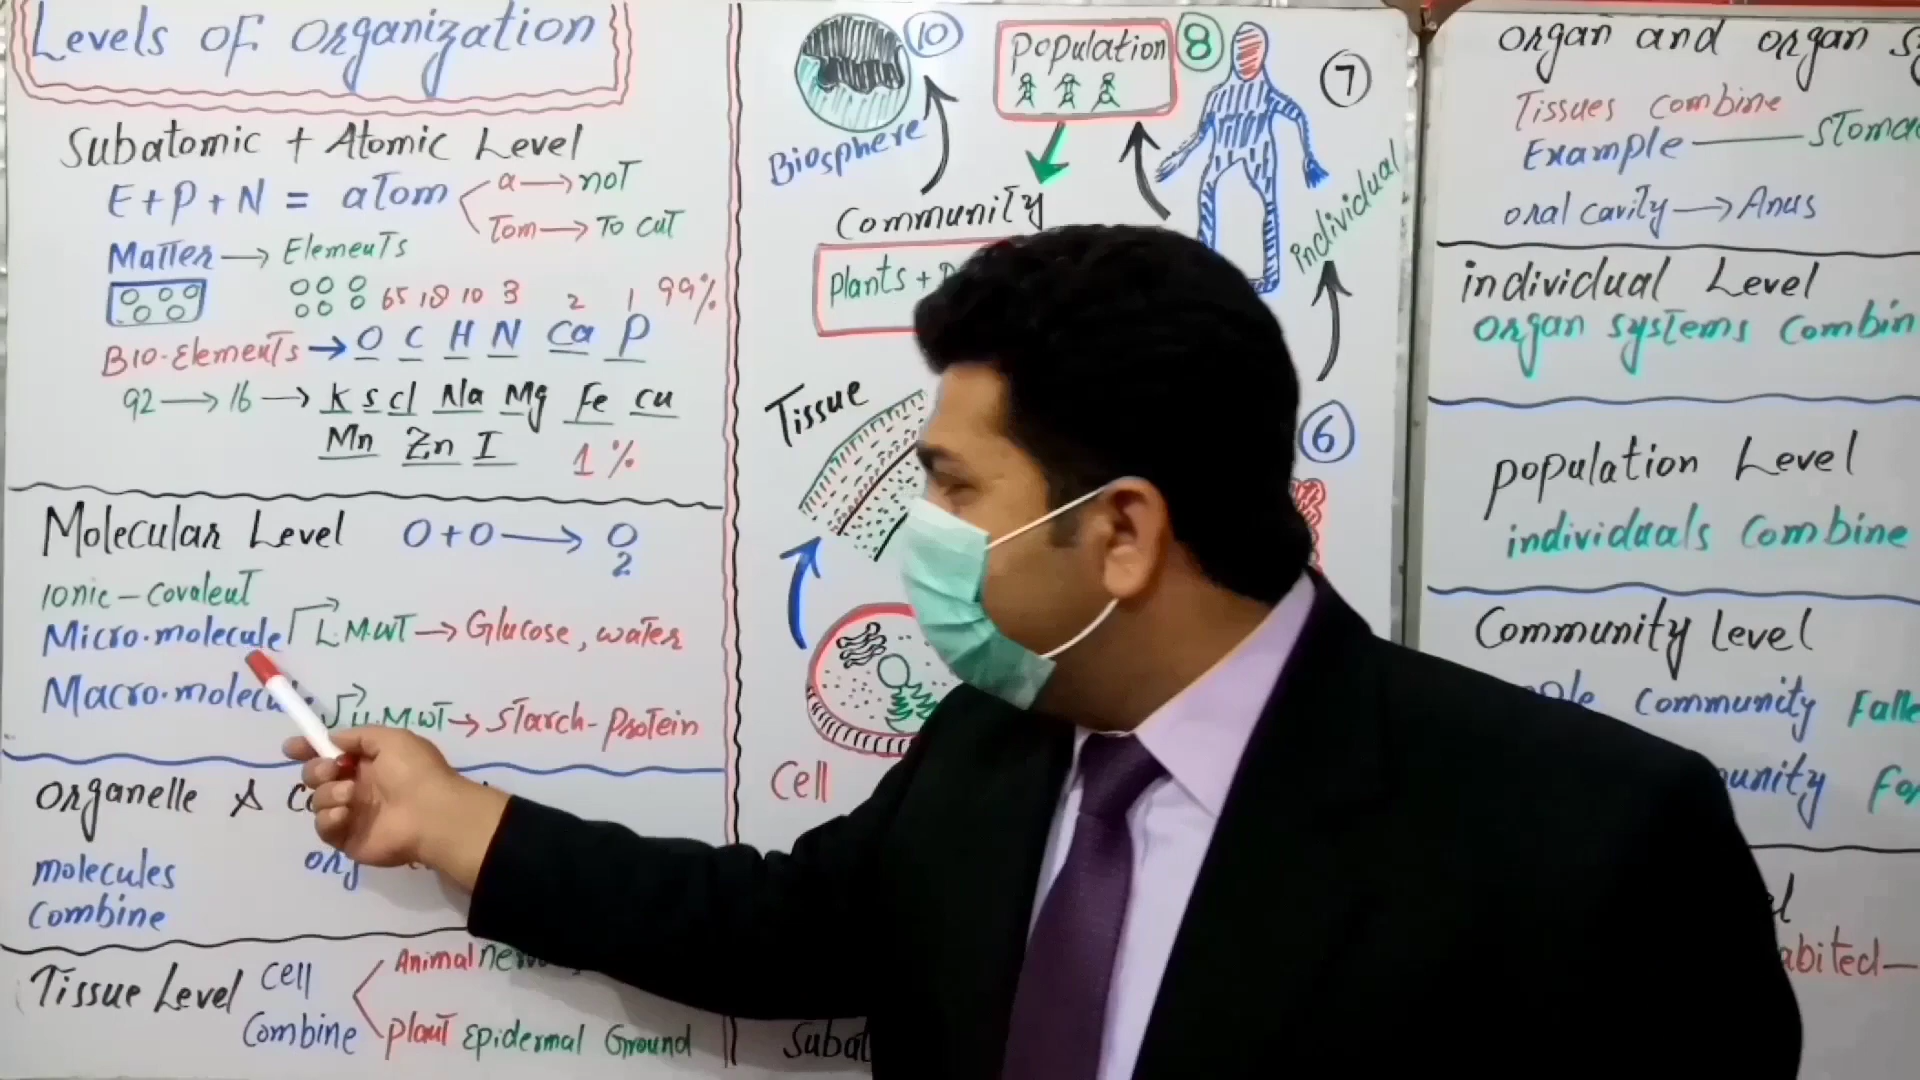 Levels of organization
Subatomic + Atomic Level
E+P+N = atom
a → not
Tom → To cut
Matter → Elements
65 18 10 3 2 1 99%
Bio-Elements → O C H N Ca P
92 → 16 → K S Cl Na Mg Fe Cu
Mn Zn I 1%
Molecular Level O+O → O2
Ionic - Covalent
Micro.molecule L.M.WT → Glucose, water
Macro.molecule H.M.WT → Starch - Protein
organelle &
molecules
combine
Tissue Level Cell
Combine
Animal
Plant Epidermal Ground
10
Biosphere
Population
8
7
Community
Plants +
individual
Tissue
6
Cell
organ and organ
Tissues combine
Example
oral cavity → Anus
individual Level
organ systems combin
population Level
individuals combine
Community Level
community